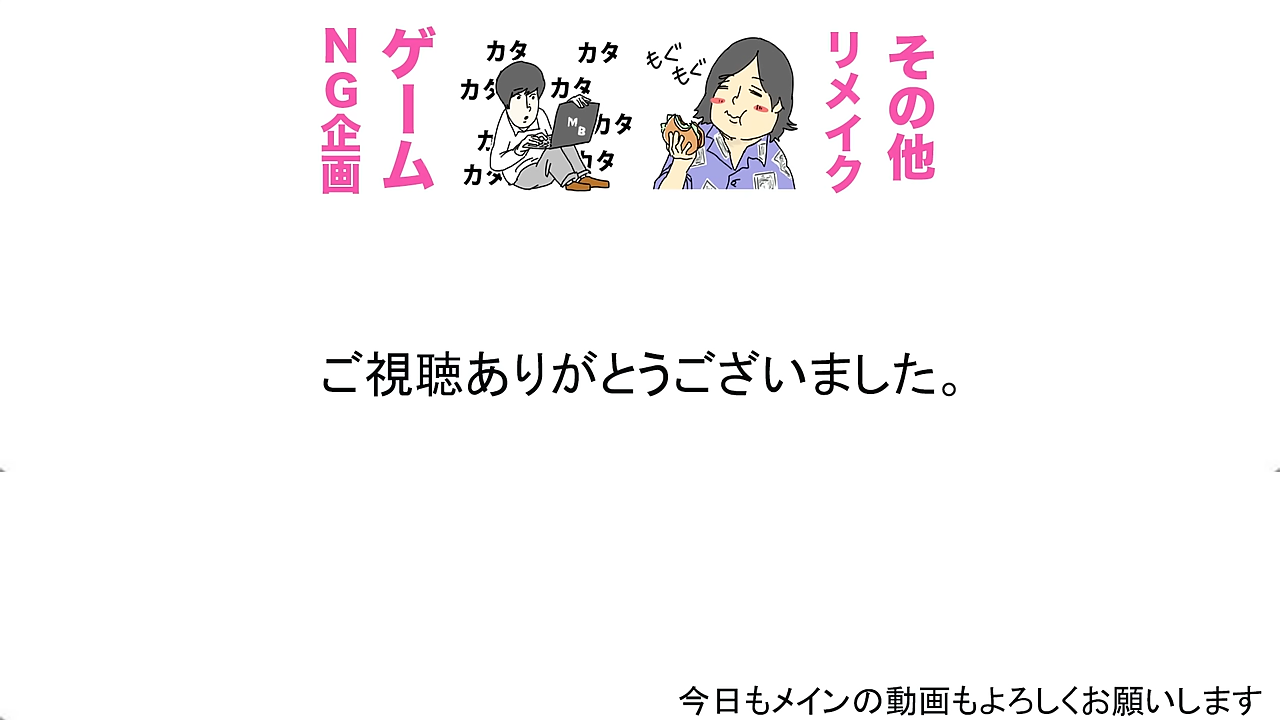 ゲーム
NG企画
カタ
カタ
カタ
カタ
カタ
カ
カタ
カタ
MB
もぐ
もぐ
その他
リメイク
ご視聴ありがとうございました。
今日もメインの動画もよろしくお願いします